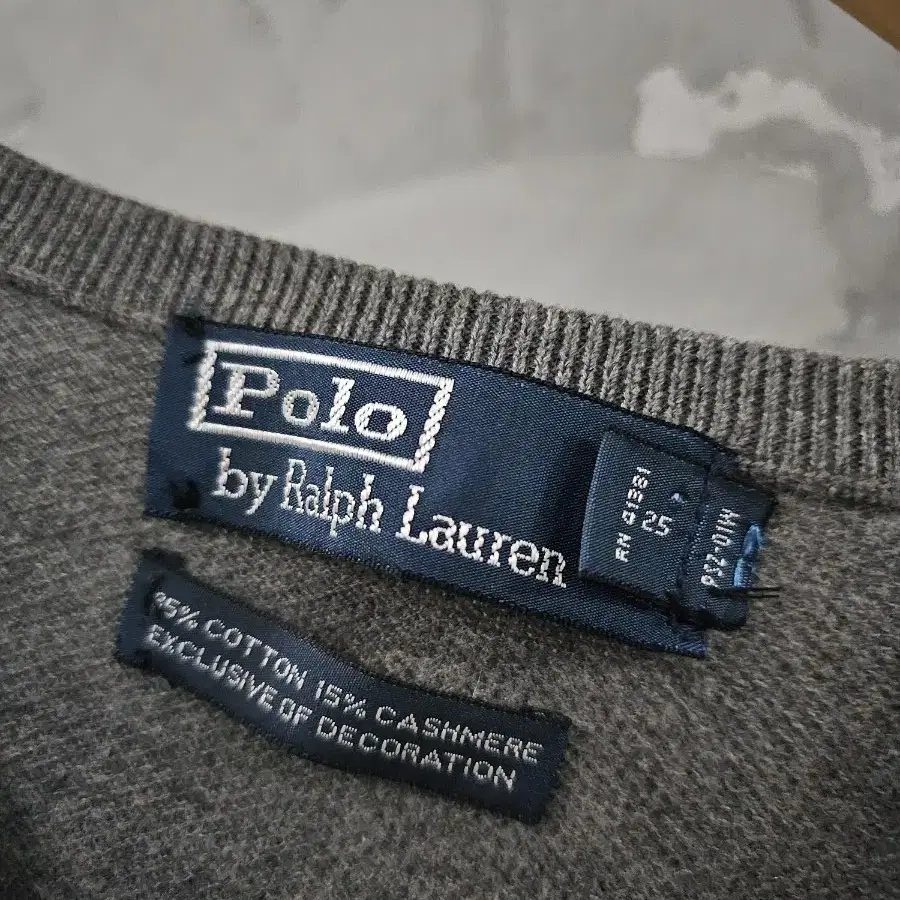 Polo
by Ralph Lauren
RN 41381
25
85% COTTON 15% CASHMERE
EXCLUSIVE OF DECORATION